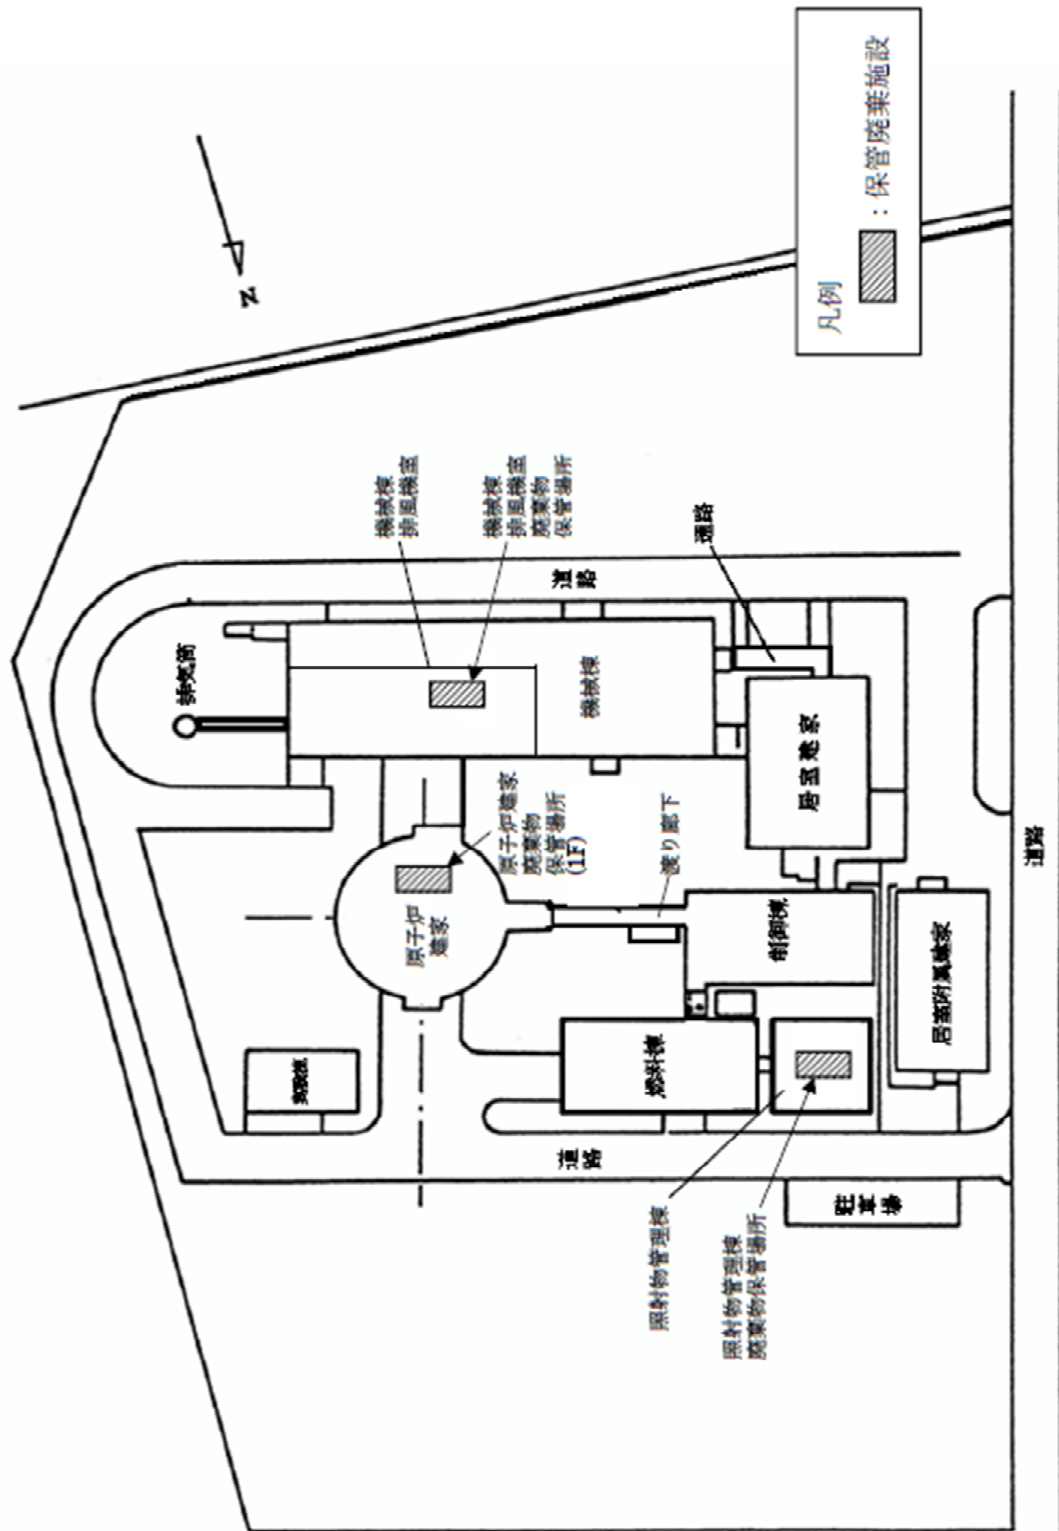 N
凡例
：保管廃棄施設
機械棟
排風機室
機械棟
排風機室
廃棄物
保管場所
通路
道路
排気筒
機械棟
居室建家
原子炉建家
廃棄物
保管場所
(1F)
渡り廊下
道路
原子炉
建家
制御棟
居室附属建家
燃料棟
道路
駐車場
照射物管理棟
照射物管理棟
廃棄物保管場所